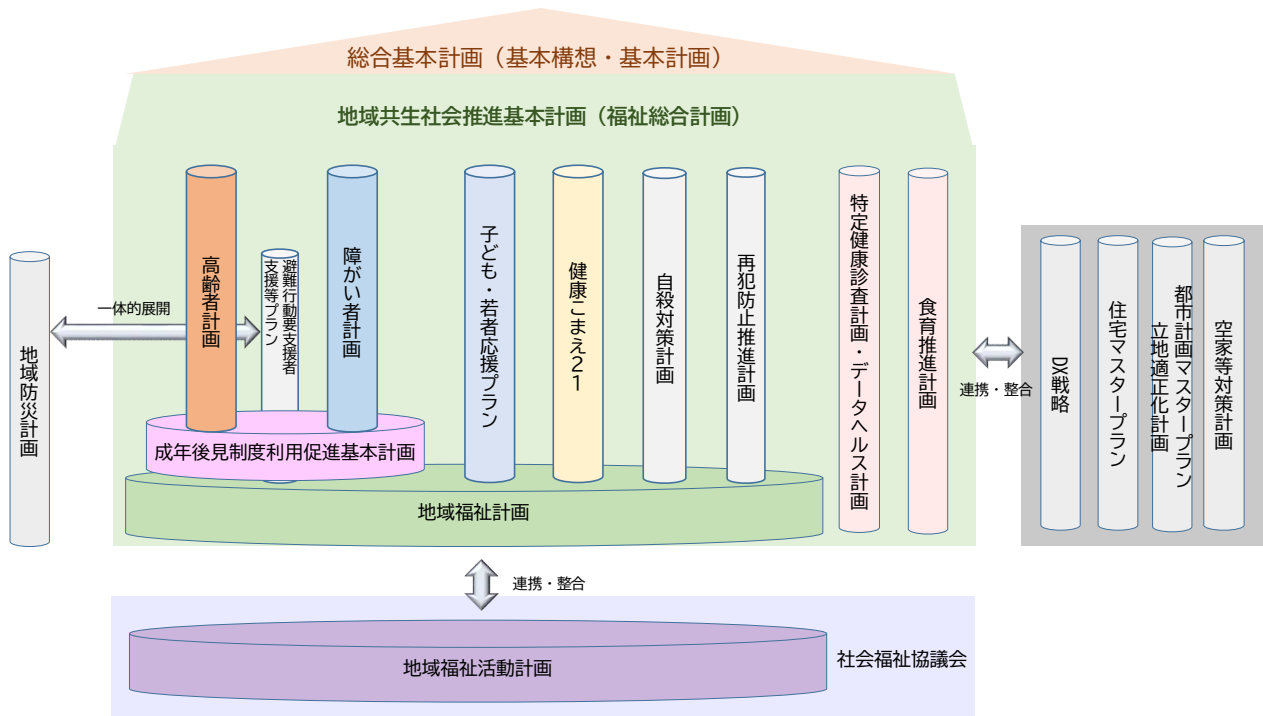 総合基本計画（基本構想・基本計画）
地域共生社会推進基本計画（福祉総合計画）
地域防災計画
一体的展開
高齢者計画
避難行動要支援者
支援等プラン
障がい者計画
子ども・若者応援プラン
健康こまえ21
自殺対策計画
再犯防止推進計画
特定健康診査計画・データヘルス計画
食育推進計画
連携・整合
DX戦略
住宅マスタープラン
都市計画マスタープラン
立地適正化計画
空家等対策計画
成年後見制度利用促進基本計画
地域福祉計画
連携・整合
地域福祉活動計画
社会福祉協議会